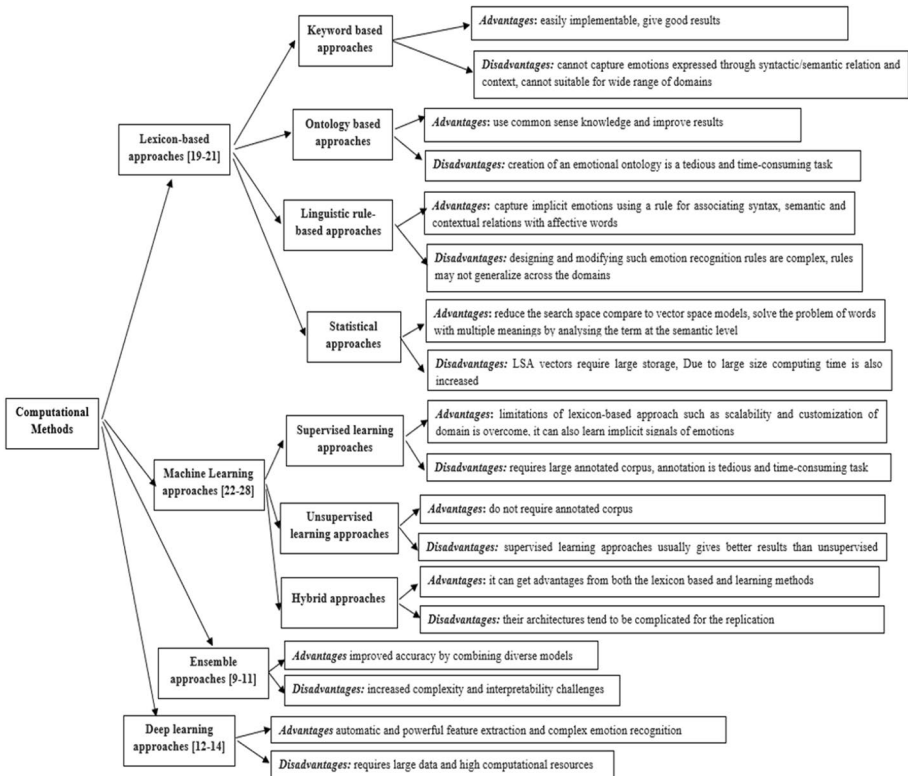 Computational
Methods
Lexicon-based
approaches [19-21]
Keyword based
approaches
Advantages: easily implementable, give good results
Disadvantages: cannot capture emotions expressed through syntactic/semantic relation and
context, cannot suitable for wide range of domains
Ontology based
approaches
Advantages: use common sense knowledge and improve results
Disadvantages: creation of an emotional ontology is a tedious and time-consuming task
Linguistic rule-
based approaches
Advantages: capture implicit emotions using a rule for associating syntax, semantic and
contextual relations with affective words
Disadvantages: designing and modifying such emotion recognition rules are complex, rules
may not generalize across the domains
Statistical
approaches
Advantages: reduce the search space compare to vector space models, solve the problem of words
with multiple meanings by analysing the term at the semantic level
Disadvantages: LSA vectors require large storage, Due to large size computing time is also
increased
Machine Learning
approaches [22-28]
Supervised learning
approaches
Advantages: limitations of lexicon-based approach such as scalability and customization of
domain is overcome, it can also learn implicit signals of emotions
Disadvantages: requires large annotated corpus, annotation is tedious and time-consuming task
Unsupervised
learning approaches
Advantages: do not require annotated corpus
Disadvantages: supervised learning approaches usually gives better results than unsupervised
Hybrid approaches
Advantages: it can get advantages from both the lexicon based and learning methods
Disadvantages: their architectures tend to be complicated for the replication
Ensemble
approaches [9-11]
Advantages improved accuracy by combining diverse models
Disadvantages: increased complexity and interpretability challenges
Deep learning
approaches [12-14]
Advantages automatic and powerful feature extraction and complex emotion recognition
Disadvantages: requires large data and high computational resources